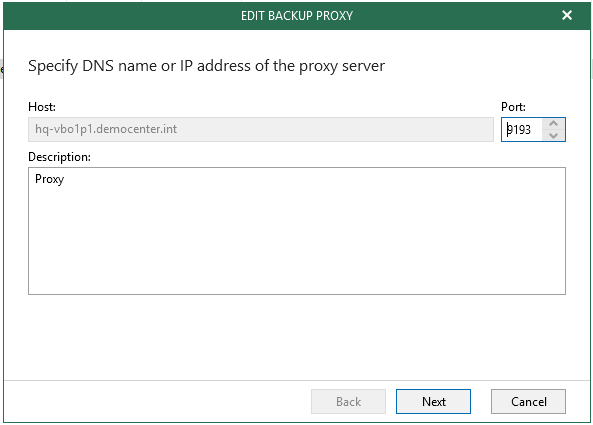 EDIT BACKUP PROXY
Specify DNS name or IP address of the proxy server
Host: Port:
hq-vbo1p1.democenter.int 9193
Description:
Proxy
Back Next Cancel